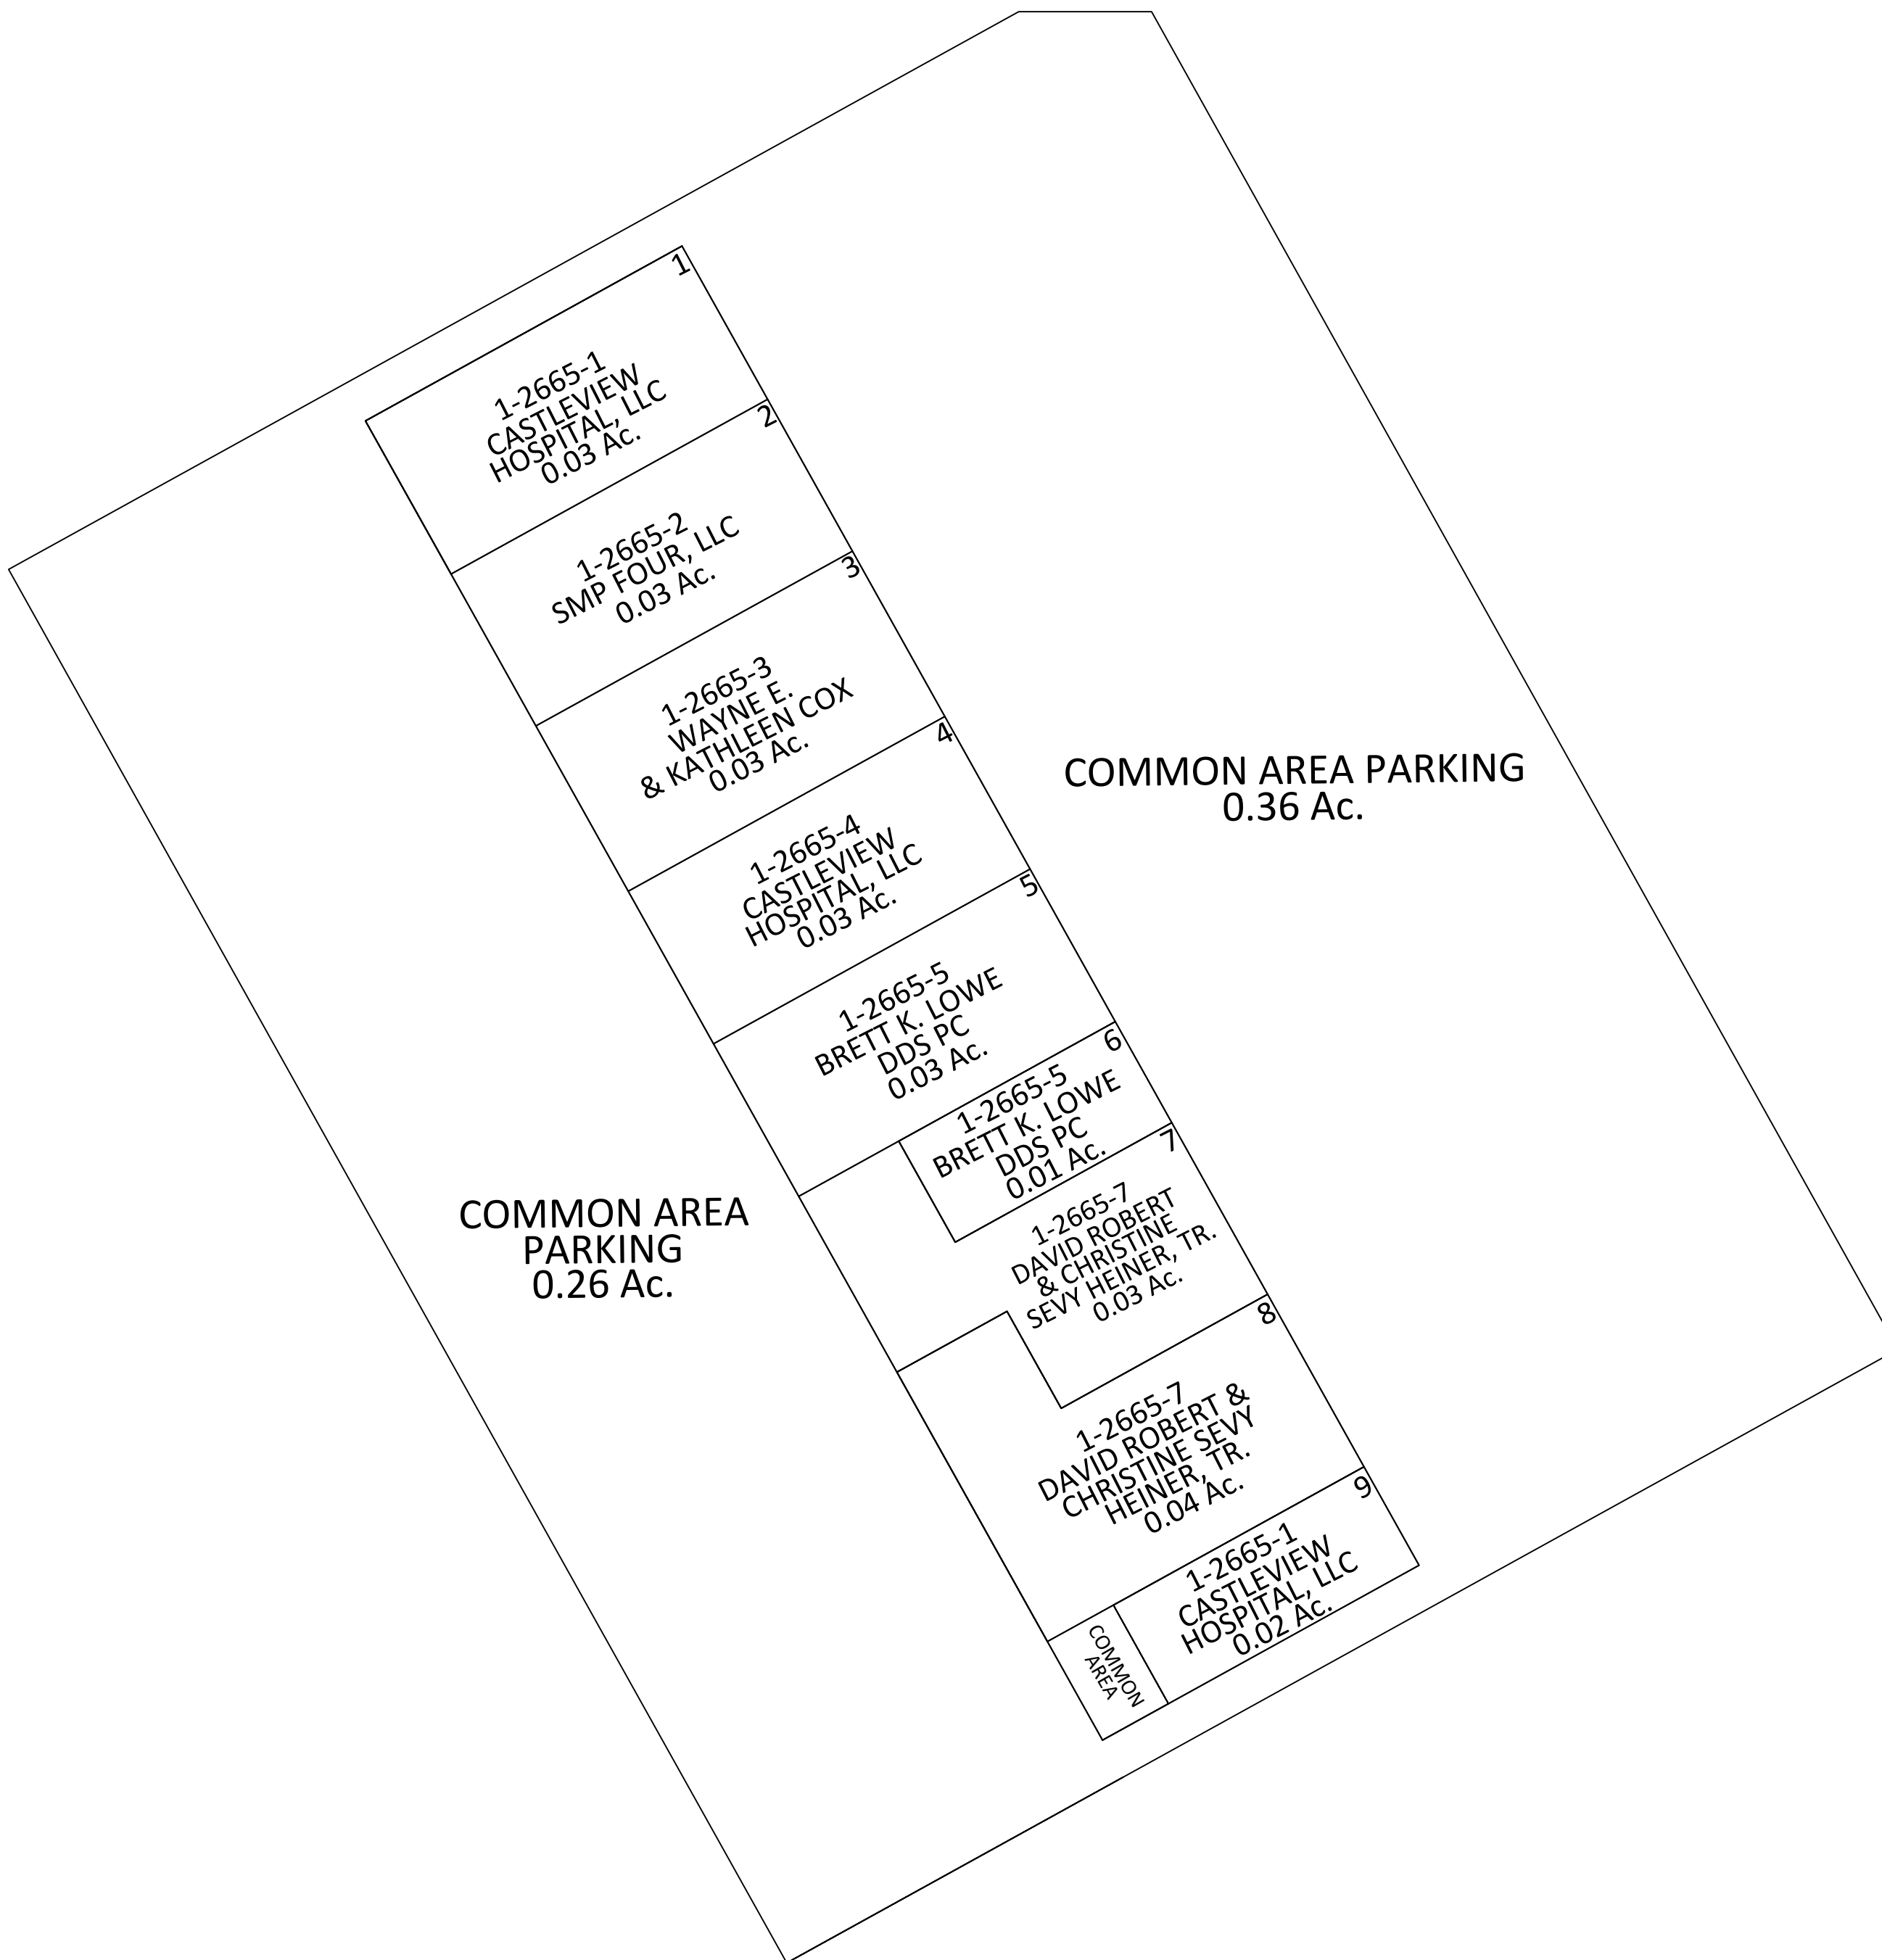 1
1-2665-1
CASTLEVIEW
HOSPITAL, LLC
0.03 Ac.
2
1-2665-2
SMP FOUR, LLC
0.03 Ac.
3
1-2665-3
WAYNE E.
& KATHLEEN COX
0.03 Ac.
4
1-2665-4
CASTLEVIEW
HOSPITAL, LLC
0.03 Ac.
COMMON AREA PARKING
0.36 Ac.
5
1-2665-5
BRETT K. LOWE
DDS PC
0.03 Ac.
6
1-2665-5
BRETT K. LOWE
DDS PC
0.01 Ac.
7
1-2665-7
DAVID ROBERT
& CHRISTINE
SEVY HEINER, TR.
0.03 Ac.
COMMON AREA
PARKING
0.26 Ac.
8
1-2665-7
DAVID ROBERT &
CHRISTINE SEVY
HEINER, TR.
0.04 Ac.
9
1-2665-1
CASTLEVIEW
HOSPITAL, LLC
0.02 Ac.
COMMON
AREA